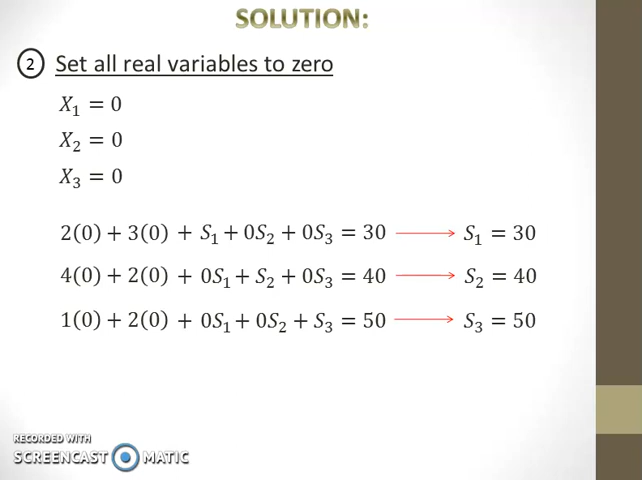 SOLUTION:
2 Set all real variables to zero
X₁ = 0
X₂ = 0
X₃ = 0
2(0) + 3(0) + S₁ + 0S₂ + 0S₃ = 30 → S₁ = 30
4(0) + 2(0) + 0S₁ + S₂ + 0S₃ = 40 → S₂ = 40
1(0) + 2(0) + 0S₁ + 0S₂ + S₃ = 50 → S₃ = 50
RECORDED WITH
SCREENCAST MATIC